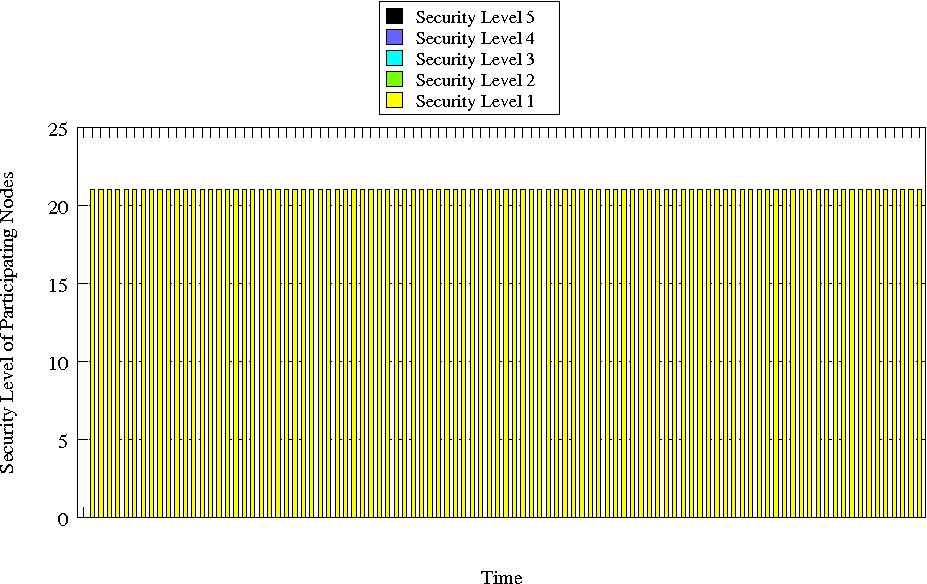 Security Level 5
Security Level 4
Security Level 3
Security Level 2
Security Level 1
Security Level of Participating Nodes
25
20
15
10
5
0
Time